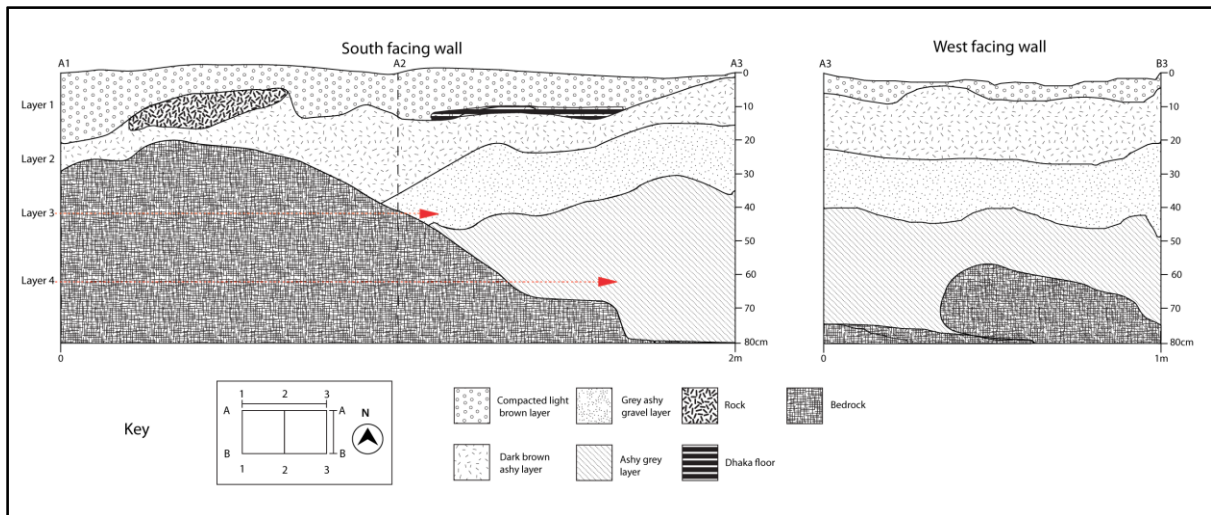 South facing wall
West facing wall
A1
A2
A3
A3
B3
Layer 1
Layer 2
Layer 3
Layer 4
0
10
20
30
40
50
60
70
80cm
0
2m
0
10
20
30
40
50
60
70
80cm
0
1m
Key
1 2 3
A A
B B
1 2 3
N
Compacted light
brown layer
Grey ashy
gravel layer
Rock
Bedrock
Dark brown
ashy layer
Ashy grey
layer
Dhaka floor